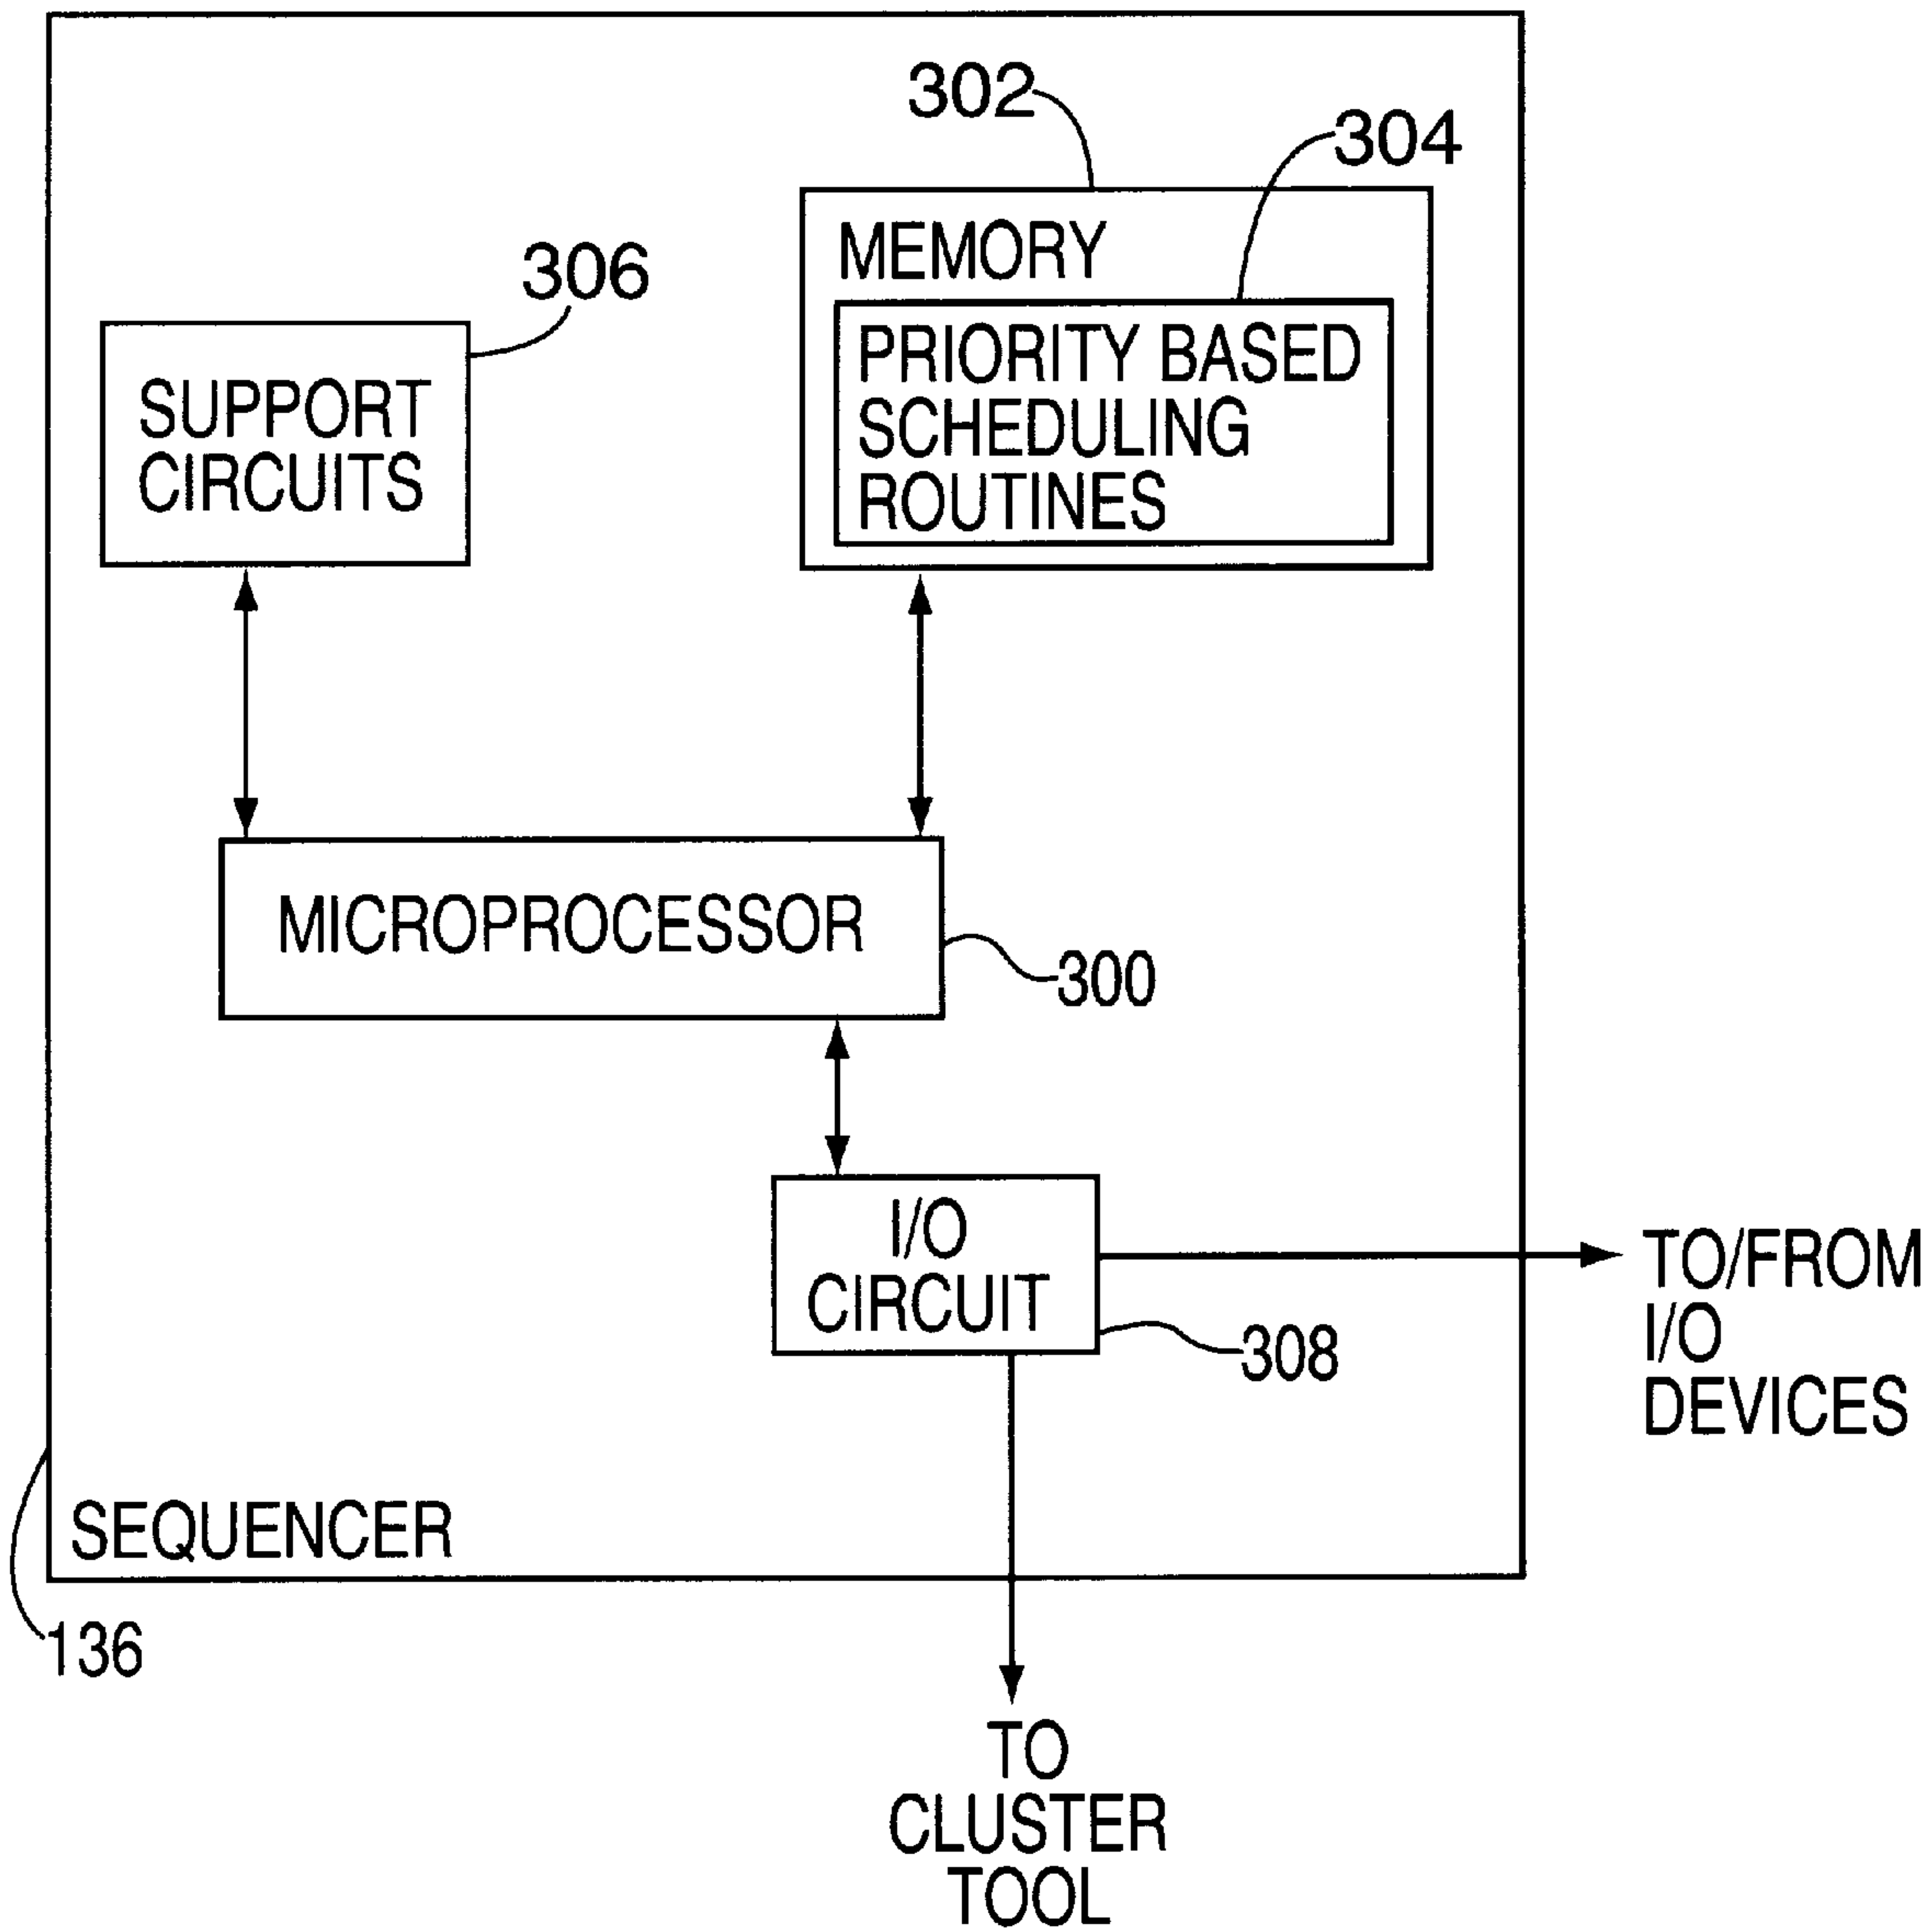 302
304
MEMORY
306
PRIORITY BASED
SCHEDULING
ROUTINES
SUPPORT
CIRCUITS
MICROPROCESSOR
300
I/O
CIRCUIT
308
TO/FROM
I/O
DEVICES
SEQUENCER
136
TO
CLUSTER
TOOL